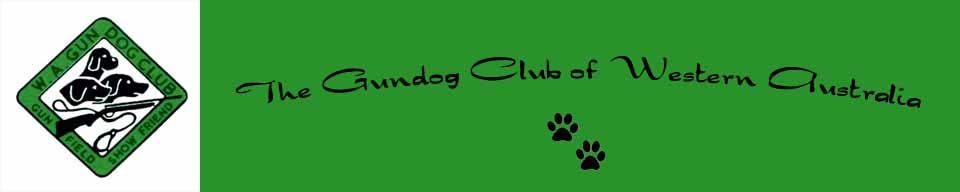 W.A. GUN DOG CLUB
GUN FIELD SHOW FRIEND
The Gundog Club of Western Australia